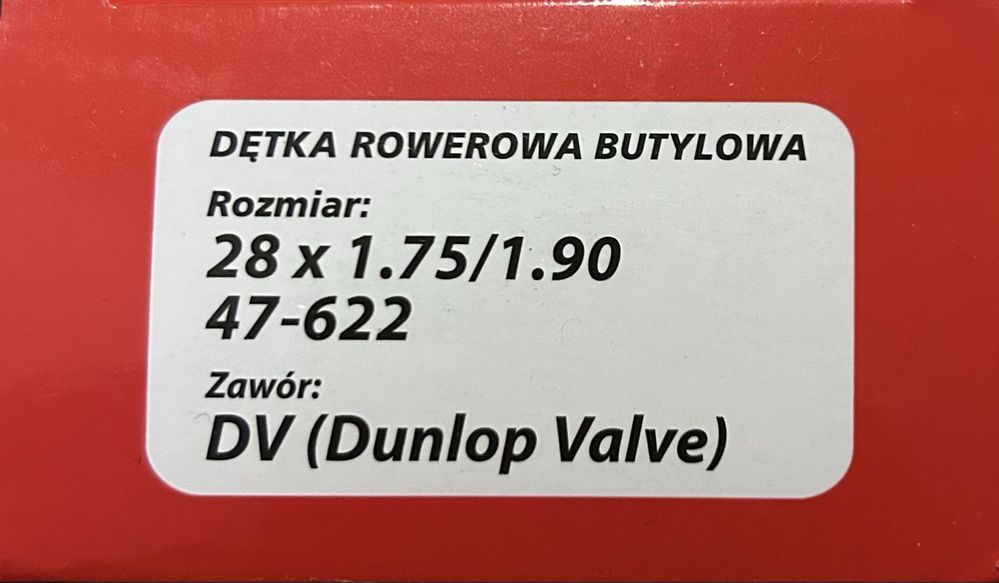 DĘTKA ROWEROWA BUTYLOWA
Rozmiar:
28 x 1.75/1.90
47-622
Zawór:
DV (Dunlop Valve)